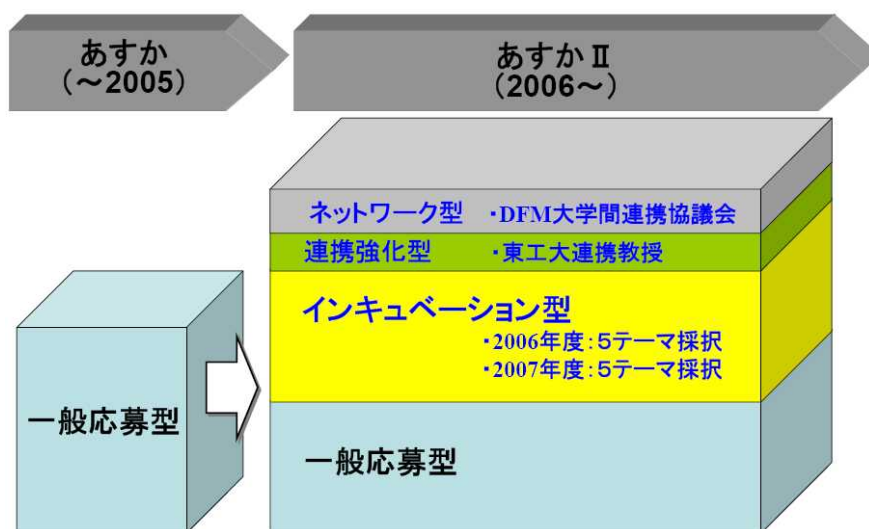 あすか
(～2005)
あすかⅡ
(2006～)
ネットワーク型 ・DFM大学間連携協議会
連携強化型 ・東工大連携教授
インキュベーション型
・2006年度：5テーマ採択
・2007年度：5テーマ採択
一般応募型
一般応募型